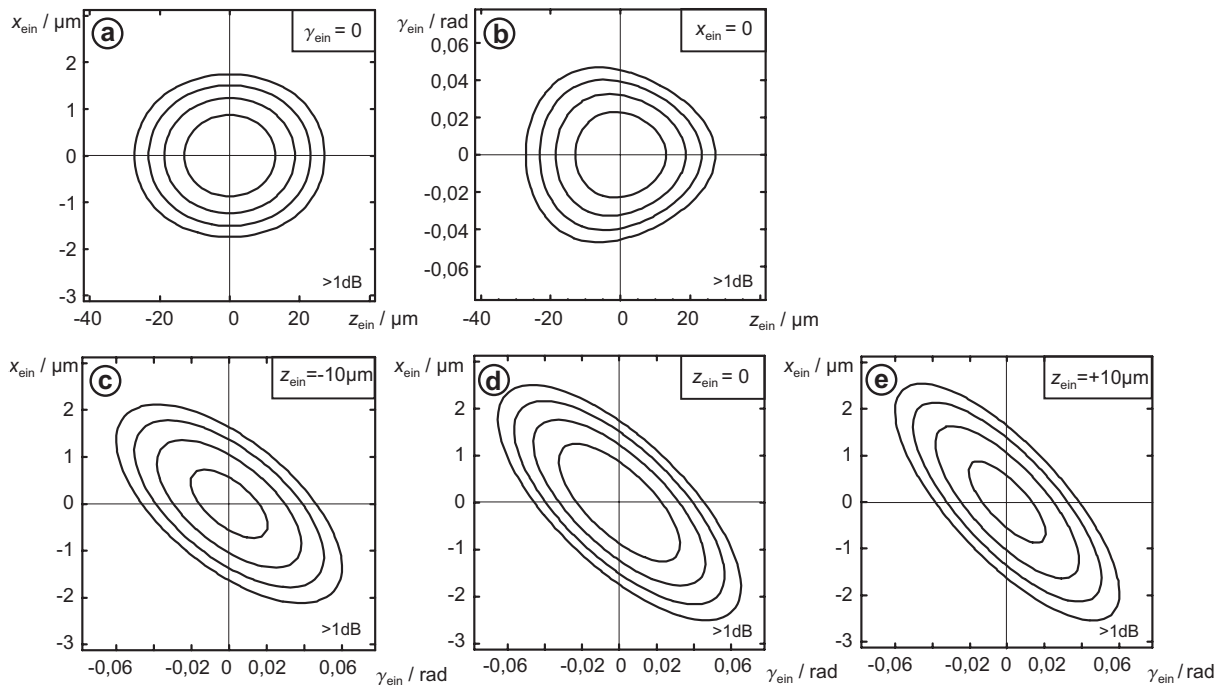 x_ein / µm
a
γ_ein = 0
2
1
0
-1
-2
-3
>1dB
-40 -20 0 20
z_ein / µm
γ_ein / rad
b
x_ein = 0
0,06
0,04
0,02
0
-0,02
-0,04
-0,06
>1dB
-40 -20 0 20
z_ein / µm
x_ein / µm
c
z_ein=-10µm
2
1
0
-1
-2
-3
>1dB
-0,06 -0,02 0 0,02 0,06
γ_ein / rad
x_ein / µm
d
z_ein = 0
2
1
0
-1
-2
-3
>1dB
-0,06 -0,02 0 0,02 0,06
γ_ein / rad
x_ein / µm
e
z_ein=+10µm
2
1
0
-1
-2
-3
>1dB
-0,06 -0,02 0 0,02 0,06
γ_ein / rad